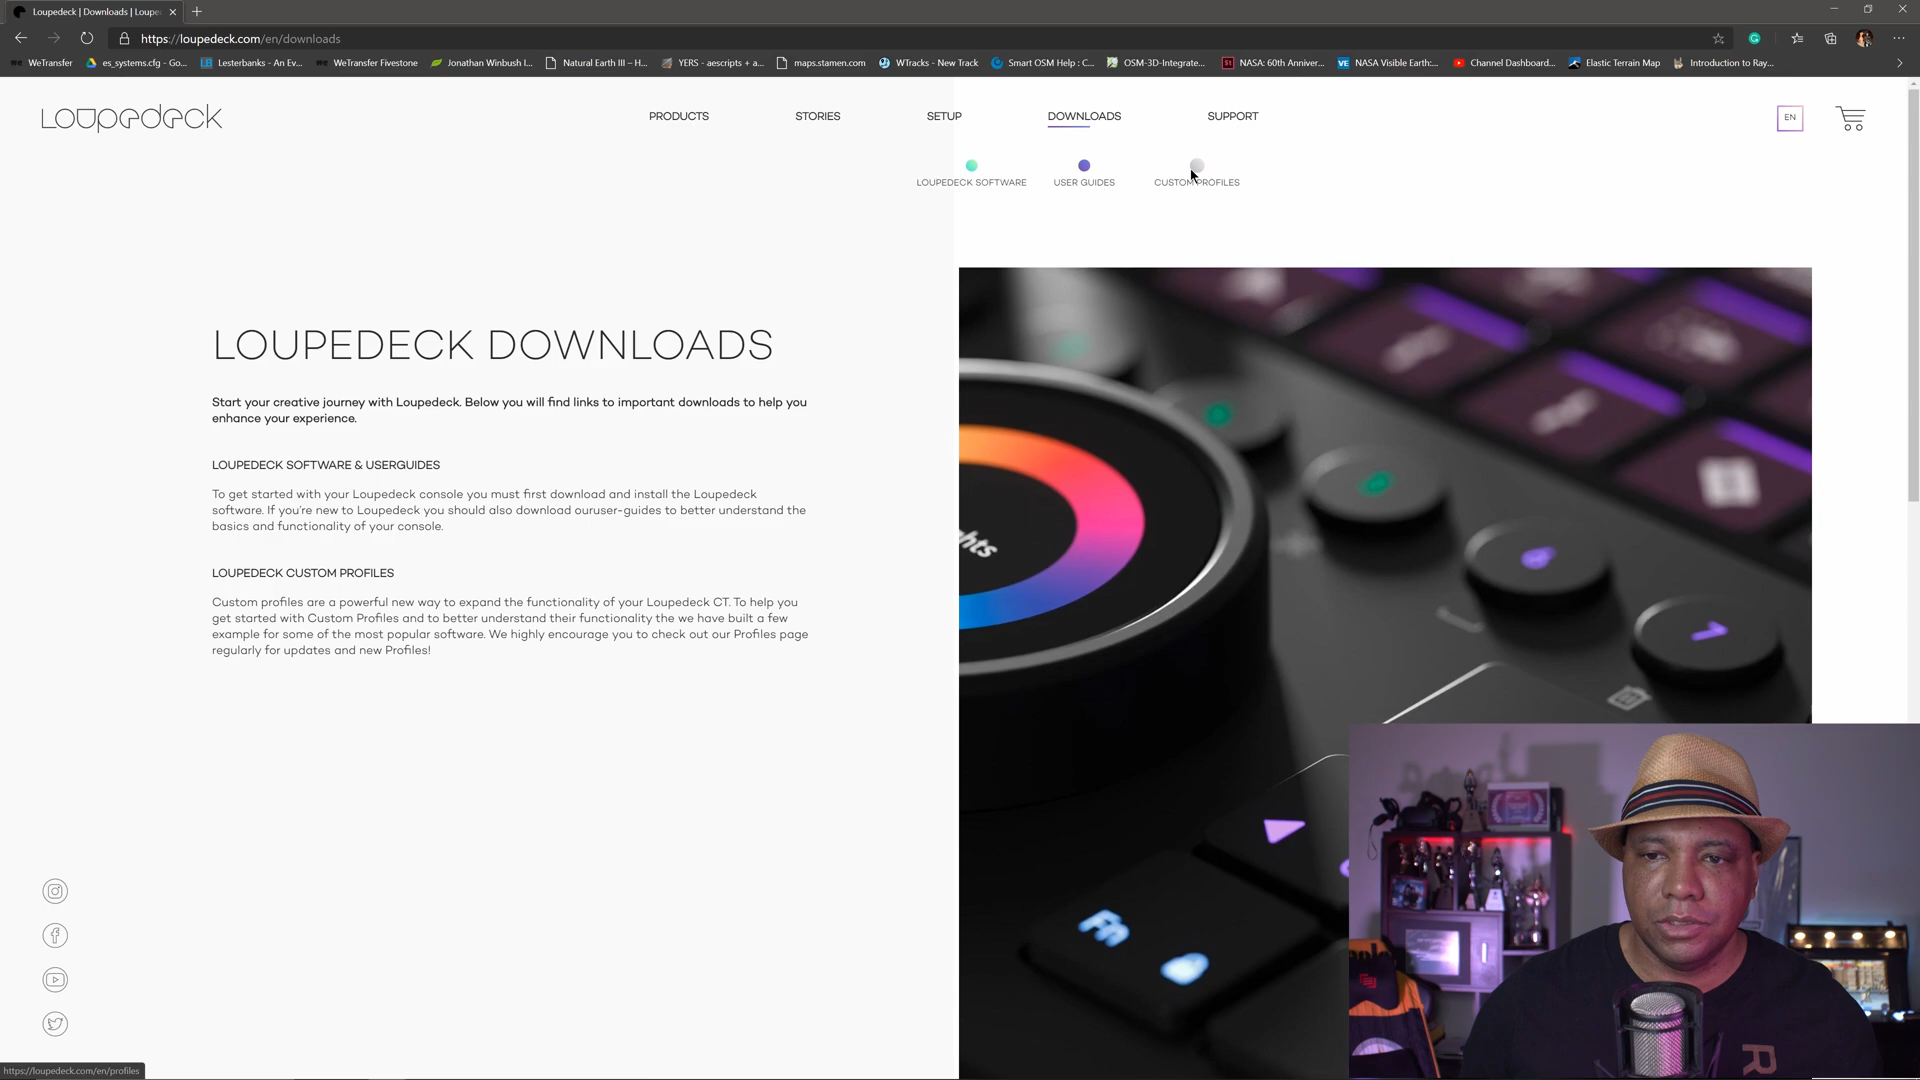 Loupedeck | Downloads | Loupe
https://loupedeck.com/en/downloads
WeTransfer
es_systems.cfg - Go...
Lesterbanks - An Ev...
WeTransfer Fivestone
Jonathan Winbush I...
Natural Earth III – H...
YERS - aescripts + a...
maps.stamen.com
WTracks - New Track
Smart OSM Help : C...
OSM-3D-Integrate...
NASA: 60th Anniver...
NASA Visible Earth:...
Channel Dashboard...
Elastic Terrain Map
Introduction to Ray...
Loupedeck
PRODUCTS
STORIES
SETUP
DOWNLOADS
SUPPORT
EN
LOUPEDECK SOFTWARE
USER GUIDES
CUSTOM PROFILES
LOUPEDECK DOWNLOADS
Start your creative journey with Loupedeck. Below you will find links to important downloads to help you
enhance your experience.
LOUPEDECK SOFTWARE & USERGUIDES
To get started with your Loupedeck console you must first download and install the Loupedeck
software. If you're new to Loupedeck you should also download ouruser-guides to better understand the
basics and functionality of your console.
LOUPEDECK CUSTOM PROFILES
Custom profiles are a powerful new way to expand the functionality of your Loupedeck CT. To help you
get started with Custom Profiles and to better understand their functionality the we have built a few
example for some of the most popular software. We highly encourage you to check out our Profiles page
regularly for updates and new Profiles!
ghts
1
Fn
https://loupedeck.com/en/profiles